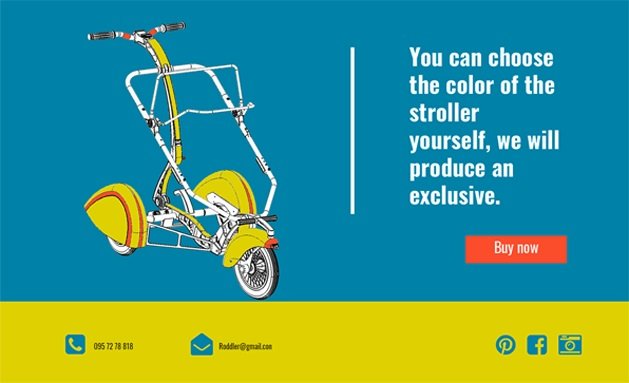 You can choose
the color of the
stroller
yourself, we will
produce an
exclusive.
Buy now
095 72 78 818
Roddler@gmail.con